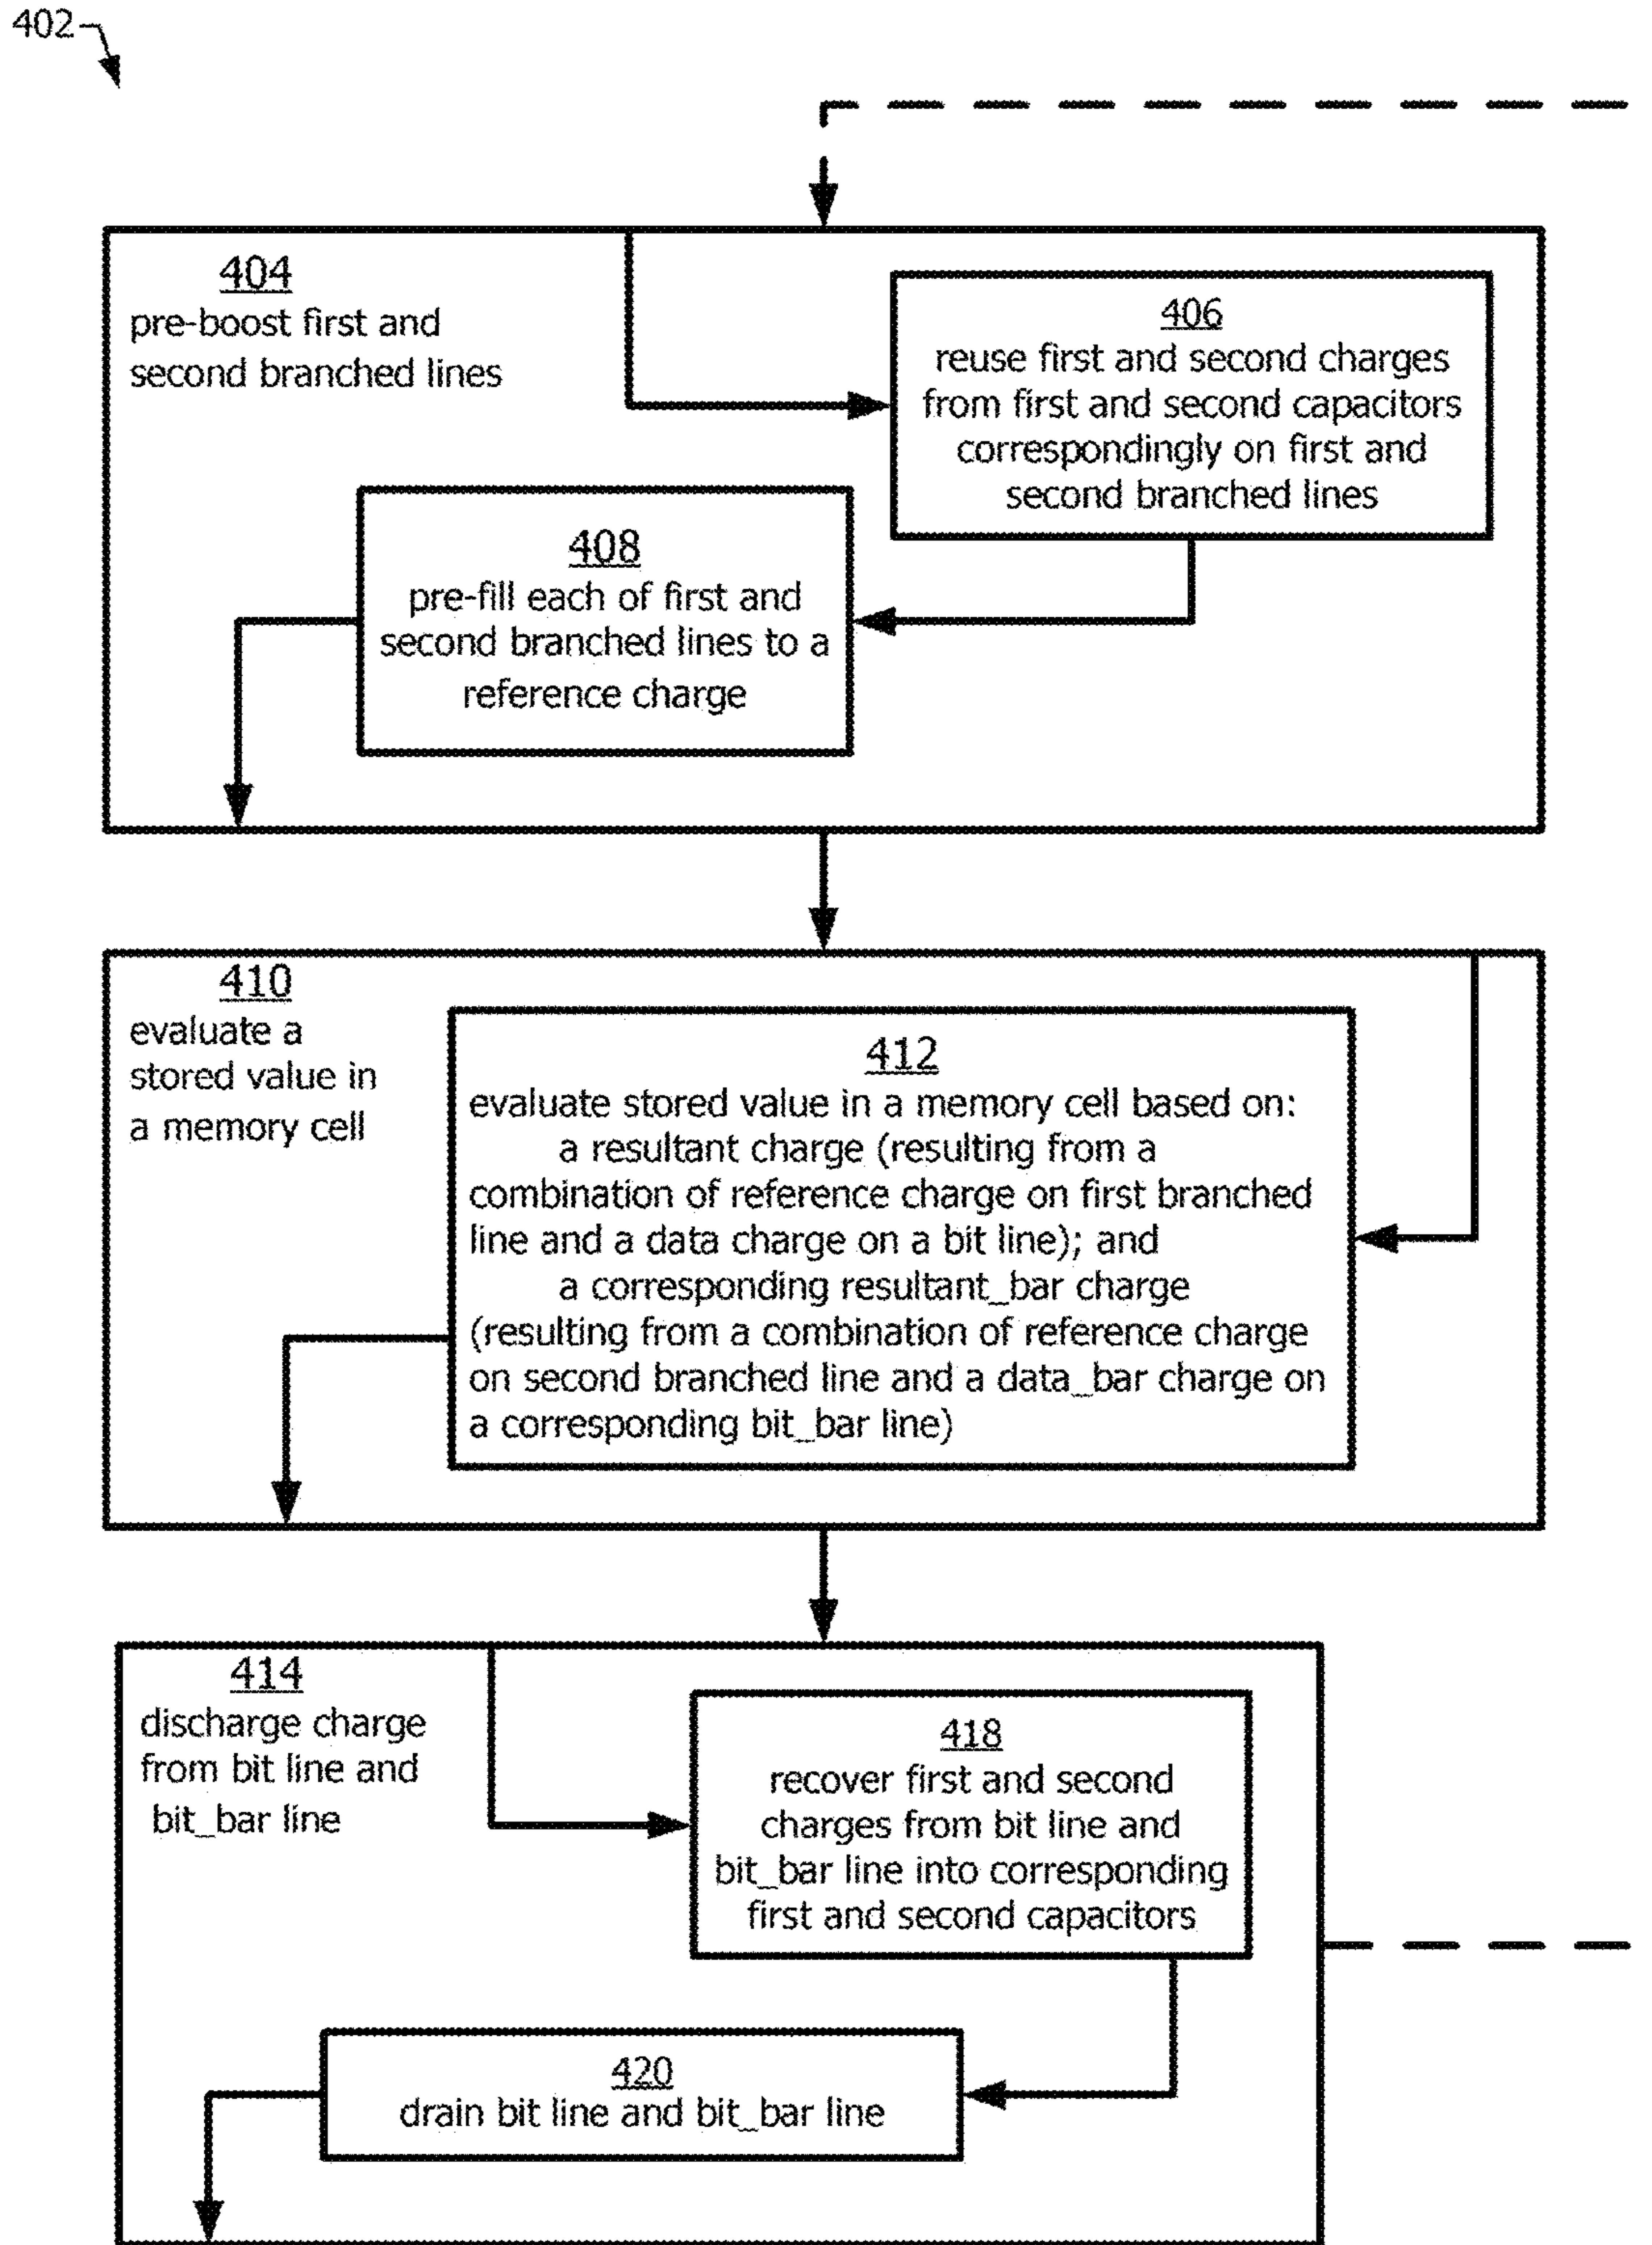 402
404
pre-boost first and
second branched lines
406
reuse first and second charges
from first and second capacitors
correspondingly on first and
second branched lines
408
pre-fill each of first and
second branched lines to a
reference charge
410
evaluate a
stored value in
a memory cell
412
evaluate stored value in a memory cell based on:
a resultant charge (resulting from a
combination of reference charge on first branched
line and a data charge on a bit line); and
a corresponding resultant_bar charge
(resulting from a combination of reference charge
on second branched line and a data_bar charge on
a corresponding bit_bar line)
414
discharge charge
from bit line and
bit_bar line
418
recover first and second
charges from bit line and
bit_bar line into corresponding
first and second capacitors
420
drain bit line and bit_bar line